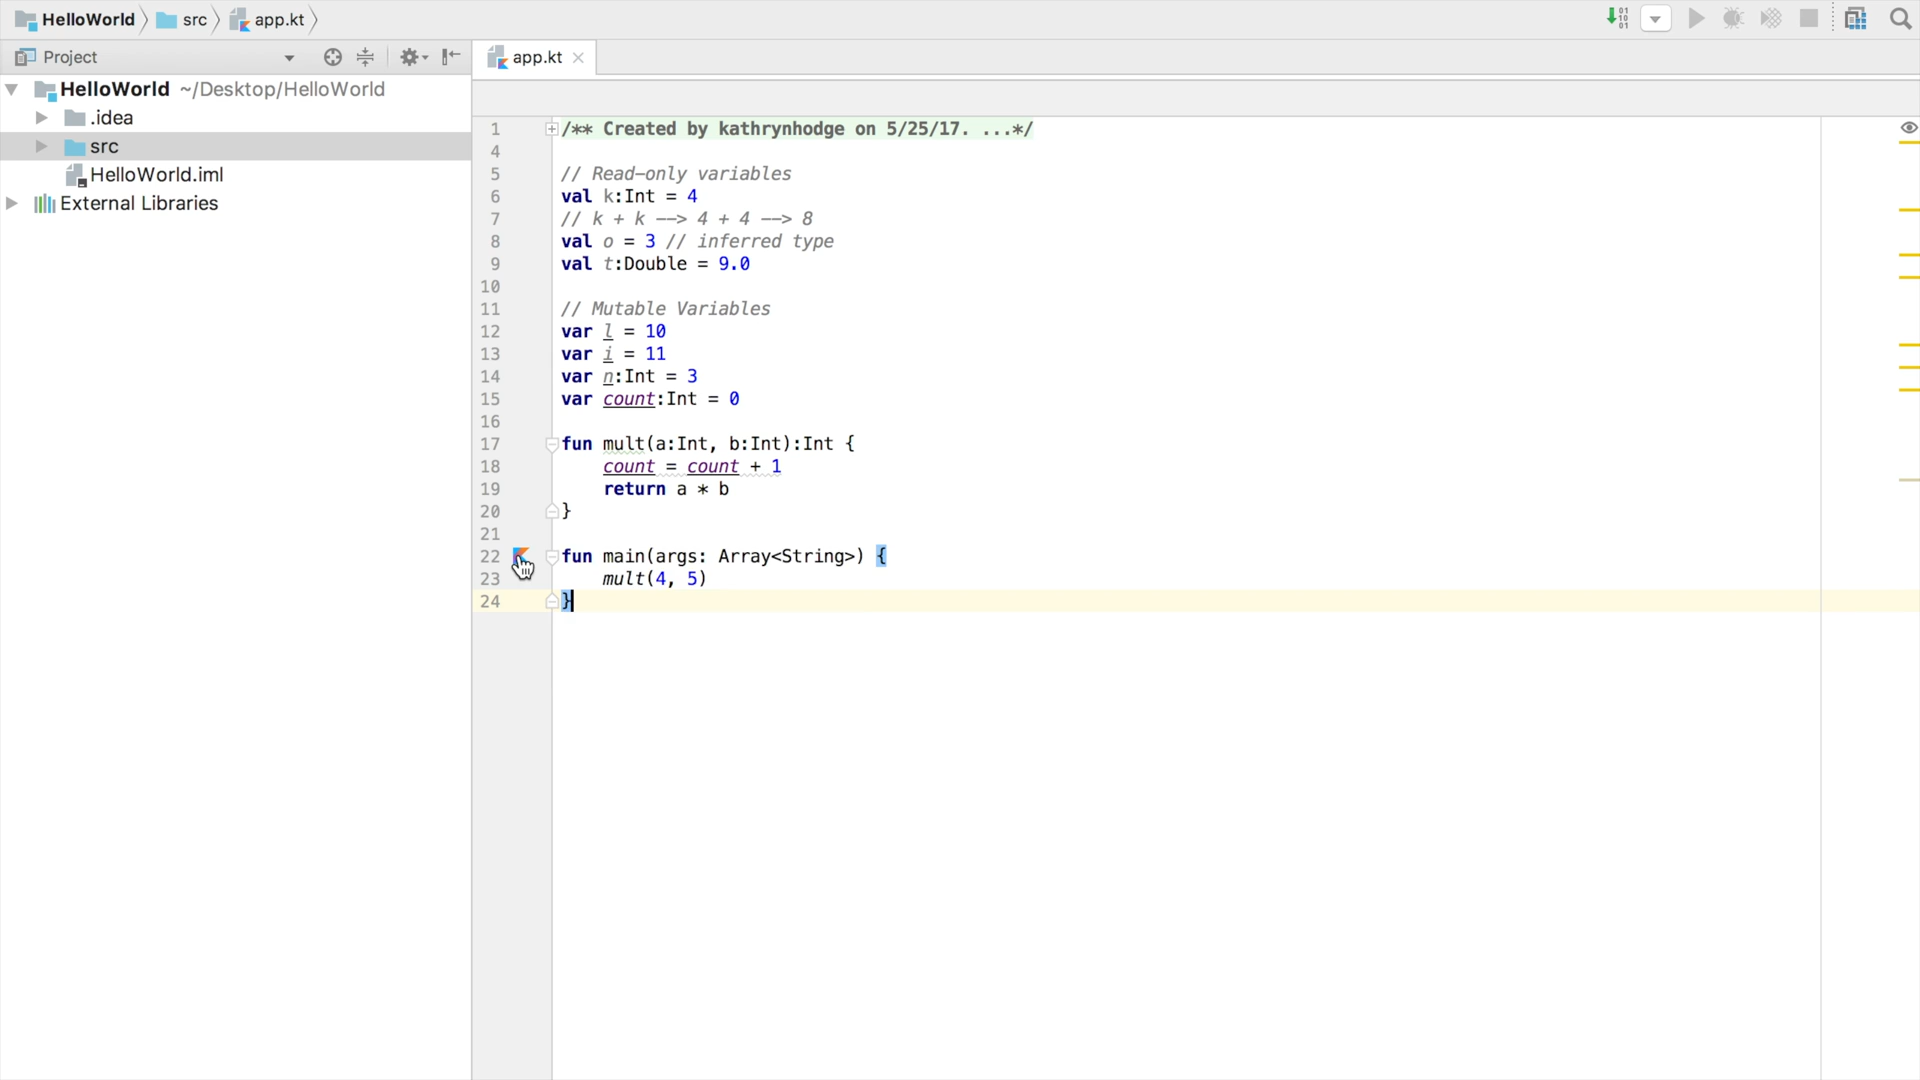 HelloWorld src app.kt
Project
app.kt
HelloWorld ~/Desktop/HelloWorld
.idea
src
HelloWorld.iml
External Libraries
1 /** Created by kathrynhodge on 5/25/17. ...*/
4
5 // Read-only variables
6 val k:Int = 4
7 // k + k --> 4 + 4 --> 8
8 val o = 3 // inferred type
9 val t:Double = 9.0
10
11 // Mutable Variables
12 var l = 10
13 var i = 11
14 var n:Int = 3
15 var count:Int = 0
16
17 fun mult(a:Int, b:Int):Int {
18 count = count + 1
19 return a * b
20 }
21
22 fun main(args: Array<String>) {
23 mult(4, 5)
24 }